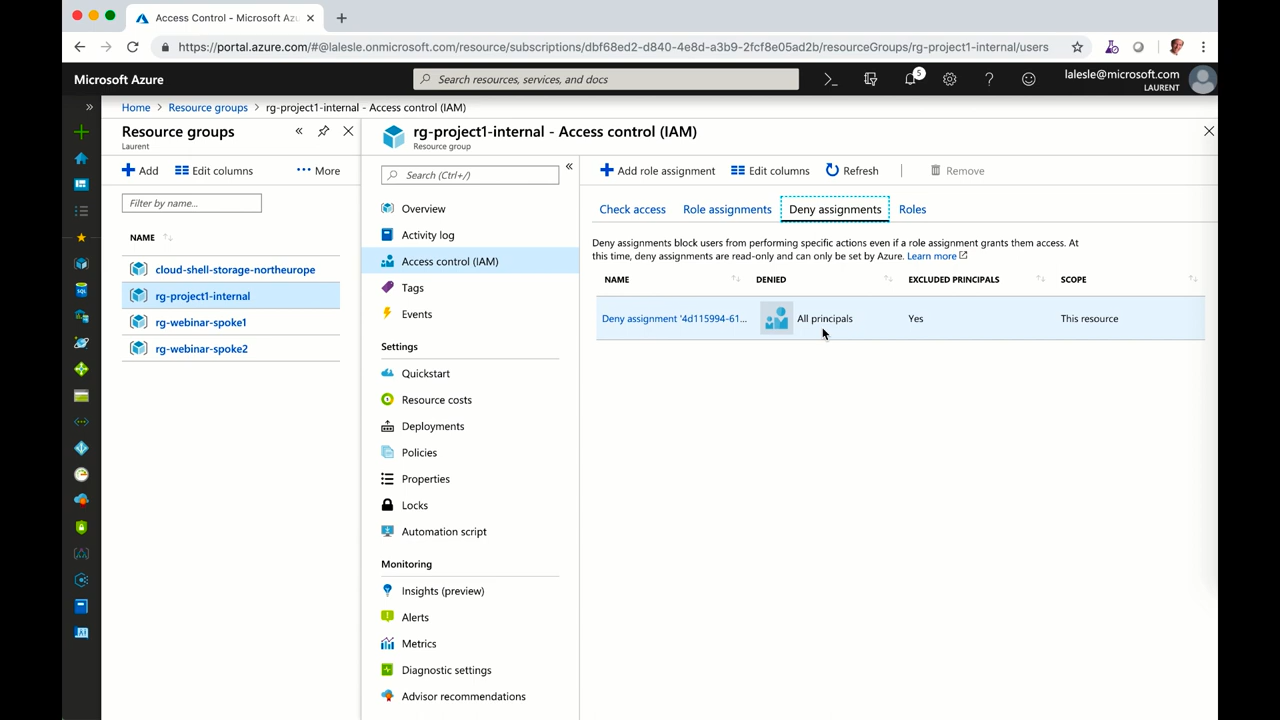 Access Control - Microsoft Az
https://portal.azure.com/#@lalesle.onmicrosoft.com/resource/subscriptions/dbf68ed2-d840-4e8d-a3b9-2fcf8e05ad2b/resourceGroups/rg-project1-internal/users
Microsoft Azure
Search resources, services, and docs
5
lalesle@microsoft.com
LAURENT
Home > Resource groups > rg-project1-internal - Access control (IAM)
Resource groups
Laurent
Add
Edit columns
More
Filter by name...
NAME
cloud-shell-storage-northeurope
rg-project1-internal
rg-webinar-spoke1
rg-webinar-spoke2
rg-project1-internal - Access control (IAM)
Resource group
Search (Ctrl+/)
Overview
Activity log
Access control (IAM)
Tags
Events
Settings
Quickstart
Resource costs
Deployments
Policies
Properties
Locks
Automation script
Monitoring
Insights (preview)
Alerts
Metrics
Diagnostic settings
Advisor recommendations
Add role assignment
Edit columns
Refresh
Remove
Check access
Role assignments
Deny assignments
Roles
Deny assignments block users from performing specific actions even if a role assignment grants them access. At
this time, deny assignments are read-only and can only be set by Azure. Learn more
NAME
DENIED
EXCLUDED PRINCIPALS
SCOPE
Deny assignment '4d115994-61...
All principals
Yes
This resource